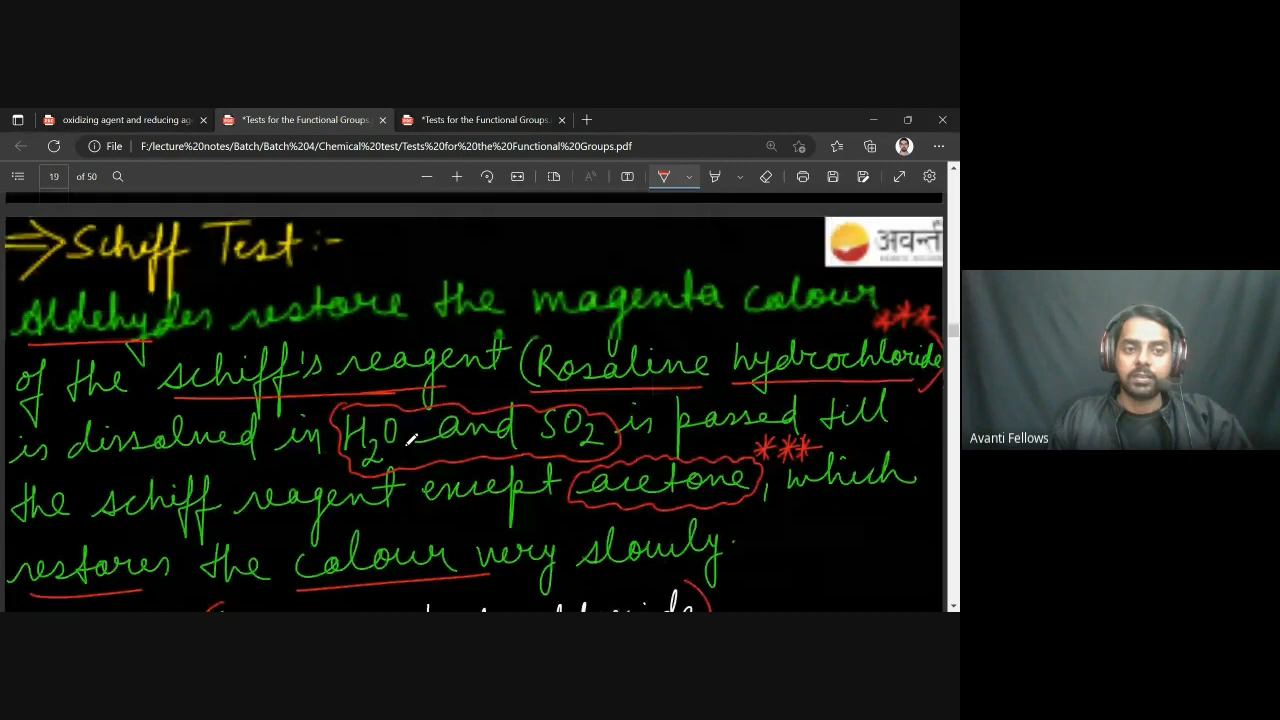 oxidizing agent and reducing ag
*Tests for the Functional Groups.
*Tests for the Functional Groups.
File
F:/lecture%20notes/Batch/Batch%204/Chemical%20test/Tests%20for%20the%20Functional%20Groups.pdf
19 of 50
⇒ Schiff Test :-
अवन्त
Aldehydes restore the magenta colour
***
of the schiff's reagent (Rosaline hydrochloride
is dissolved in H₂O and SO₂ is passed till
***
the schiff reagent except acetone, which
restores the colour very slowly.
Avanti Fellows